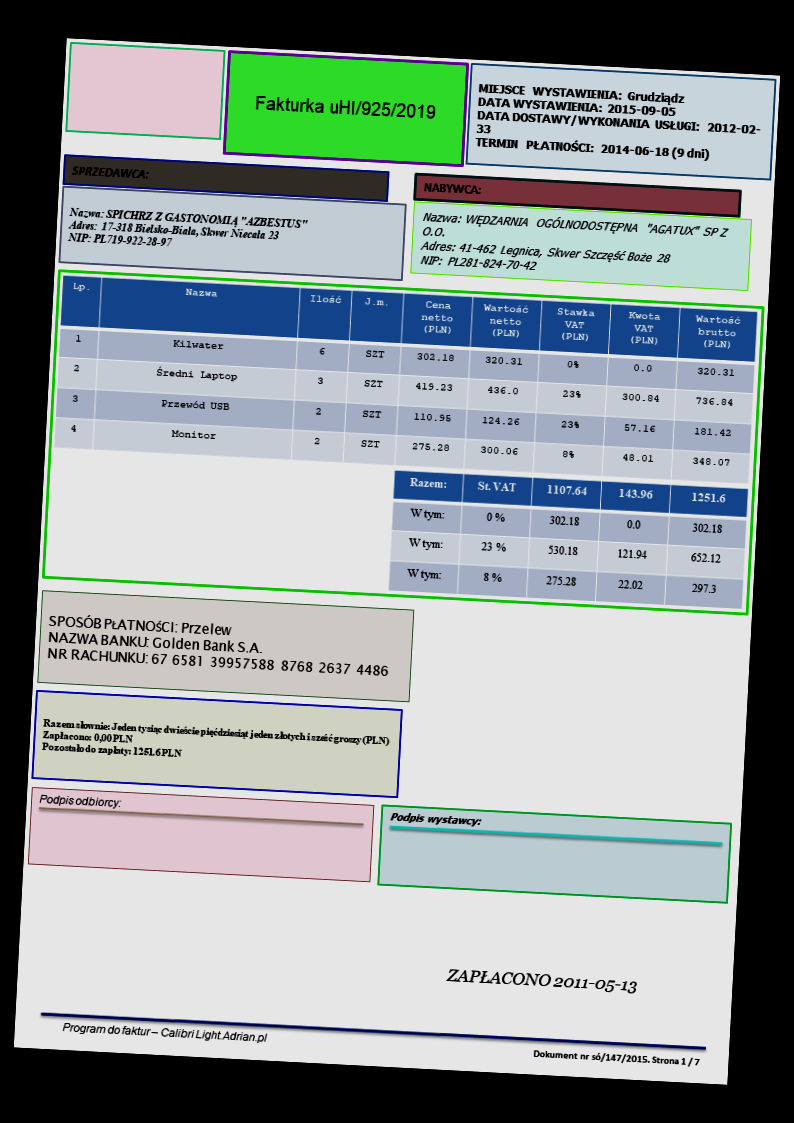 Fakturka uHI/925/2019
MIEJSCE WYSTAWIENIA: Grudziądz
DATA WYSTAWIENIA: 2015-09-05
DATA DOSTAWY/WYKONANIA USŁUGI: 2012-02-
33
TERMIN PŁATNOŚCI: 2014-06-18 (9 dni)
SPRZEDAWCA:
Nazwa: SPICHRZ Z GASTONOMIĄ "AZBESTUS"
Adres: 17-318 Bielsko-Biała, Skwer Niecała 23
NIP: PL719-922-28-97
NABYWCA:
Nazwa: WĘDZARNIA OGÓLNODOSTĘPNA "AGATUX" SP Z
O.O.
Adres: 41-462 Legnica, Skwer Szczęść Boże 28
NIP: PL281-824-70-42
Lp. Nazwa Ilość J.m. Cena netto (PLN) Wartość netto (PLN) Stawka VAT (PLN) Kwota VAT (PLN) Wartość brutto (PLN)
1 Kilwater 6 SZT 302.18 320.31 0% 0.0 320.31
2 Średni Laptop 3 SZT 419.23 436.0 23% 300.84 736.84
3 Przewód USB 2 SZT 110.95 124.26 23% 57.16 181.42
4 Monitor 2 SZT 275.28 300.06 8% 48.01 348.07
Razem: St. VAT 1107.64 143.96 1251.6
W tym: 0 % 302.18 0.0 302.18
W tym: 23 % 530.18 121.94 652.12
W tym: 8 % 275.28 22.02 297.3
SPOSÓB PŁATNOŚCI: Przelew
NAZWA BANKU: Golden Bank S.A.
NR RACHUNKU: 67 6581 39957588 8768 2637 4486
Razem słownie: Jeden tysiąc dwieście pięćdziesiąt jeden złotych i sześć groszy (PLN)
Zapłacono: 0,00 PLN
Pozostało do zapłaty: 1251.6 PLN
Podpis odbiorcy:
Podpis wystawcy:
ZAPŁACONO 2011-05-13
Program do faktur – Calibri Light.Adrian.pl
Dokument nr só/147/2015. Strona 1 / 7